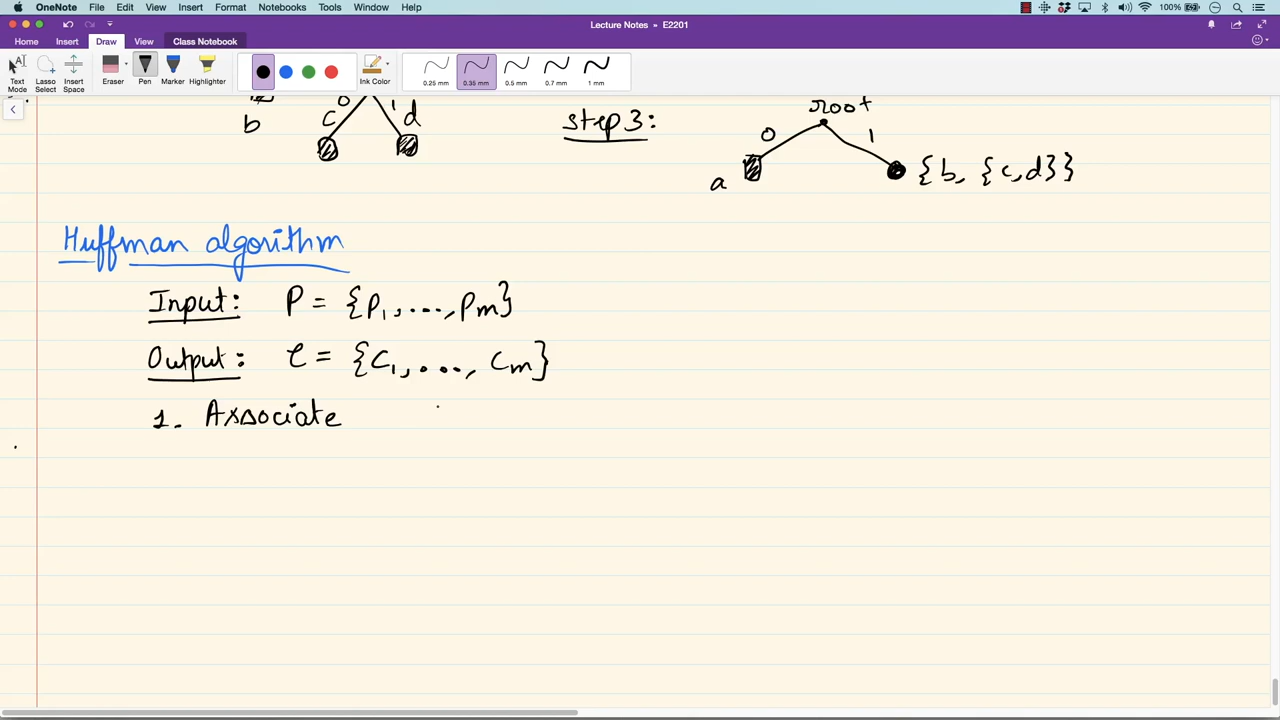 OneNote File Edit View Insert Format Notebooks Tools Window Help 100%
Lecture Notes » E2201
Home Insert Draw View Class Notebook
Text Mode Lasso Select Insert Space Eraser Pen Marker Highlighter Ink Color 0.25 mm 0.35 mm 0.5 mm 0.7 mm 1 mm
b 0 c 1 d
step 3: root 0 1 a {b, {c,d}}
Huffman algorithm
Input: P = {p1,...., pm}
Output: C = {C1,...., Cm}
1. Associate